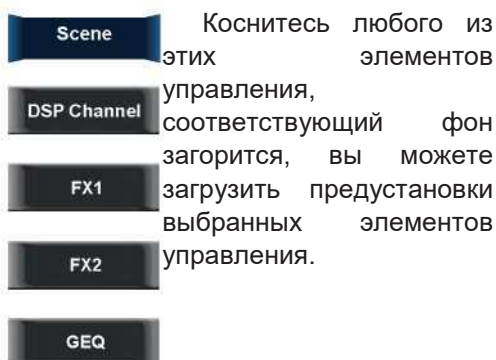 Scene
DSP Channel
FX1
FX2
GEQ
Коснитесь любого из
этих элементов
управления,
соответствующий фон
загорится, вы можете
загрузить предустановки
выбранных элементов
управления.